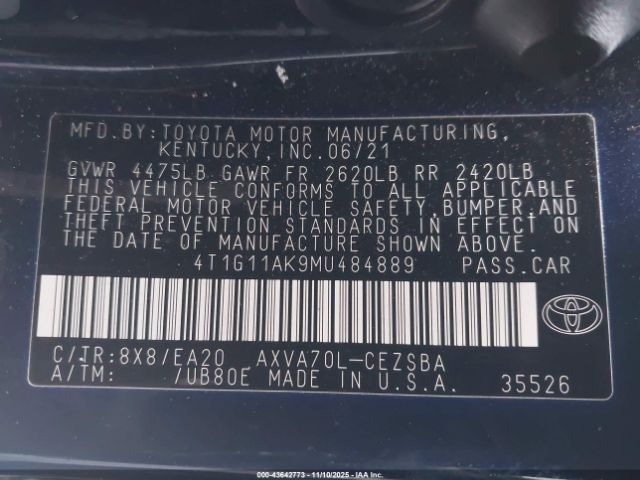 MFD.BY:TOYOTA MOTOR MANUFACTURING,
KENTUCKY,INC.06/21
GVWR 4475LB GAWR FR 2620LB RR 2420LB
THIS VEHICLE CONFORMS TO ALL APPLICABLE
FEDERAL MOTOR VEHICLE SAFETY,BUMPER,AND
THEFT PREVENTION STANDARDS IN EFFECT ON
THE DATE OF MANUFACTURE SHOWN ABOVE.
4T1G11AK9MU484889 PASS.CAR
C/TR:8X8/EA20 AXVA70L-CEZSBA
A/TM: /UB80E MADE IN U.S.A. 35526
000-43642773 - 11/10/2025 - IAA Inc.